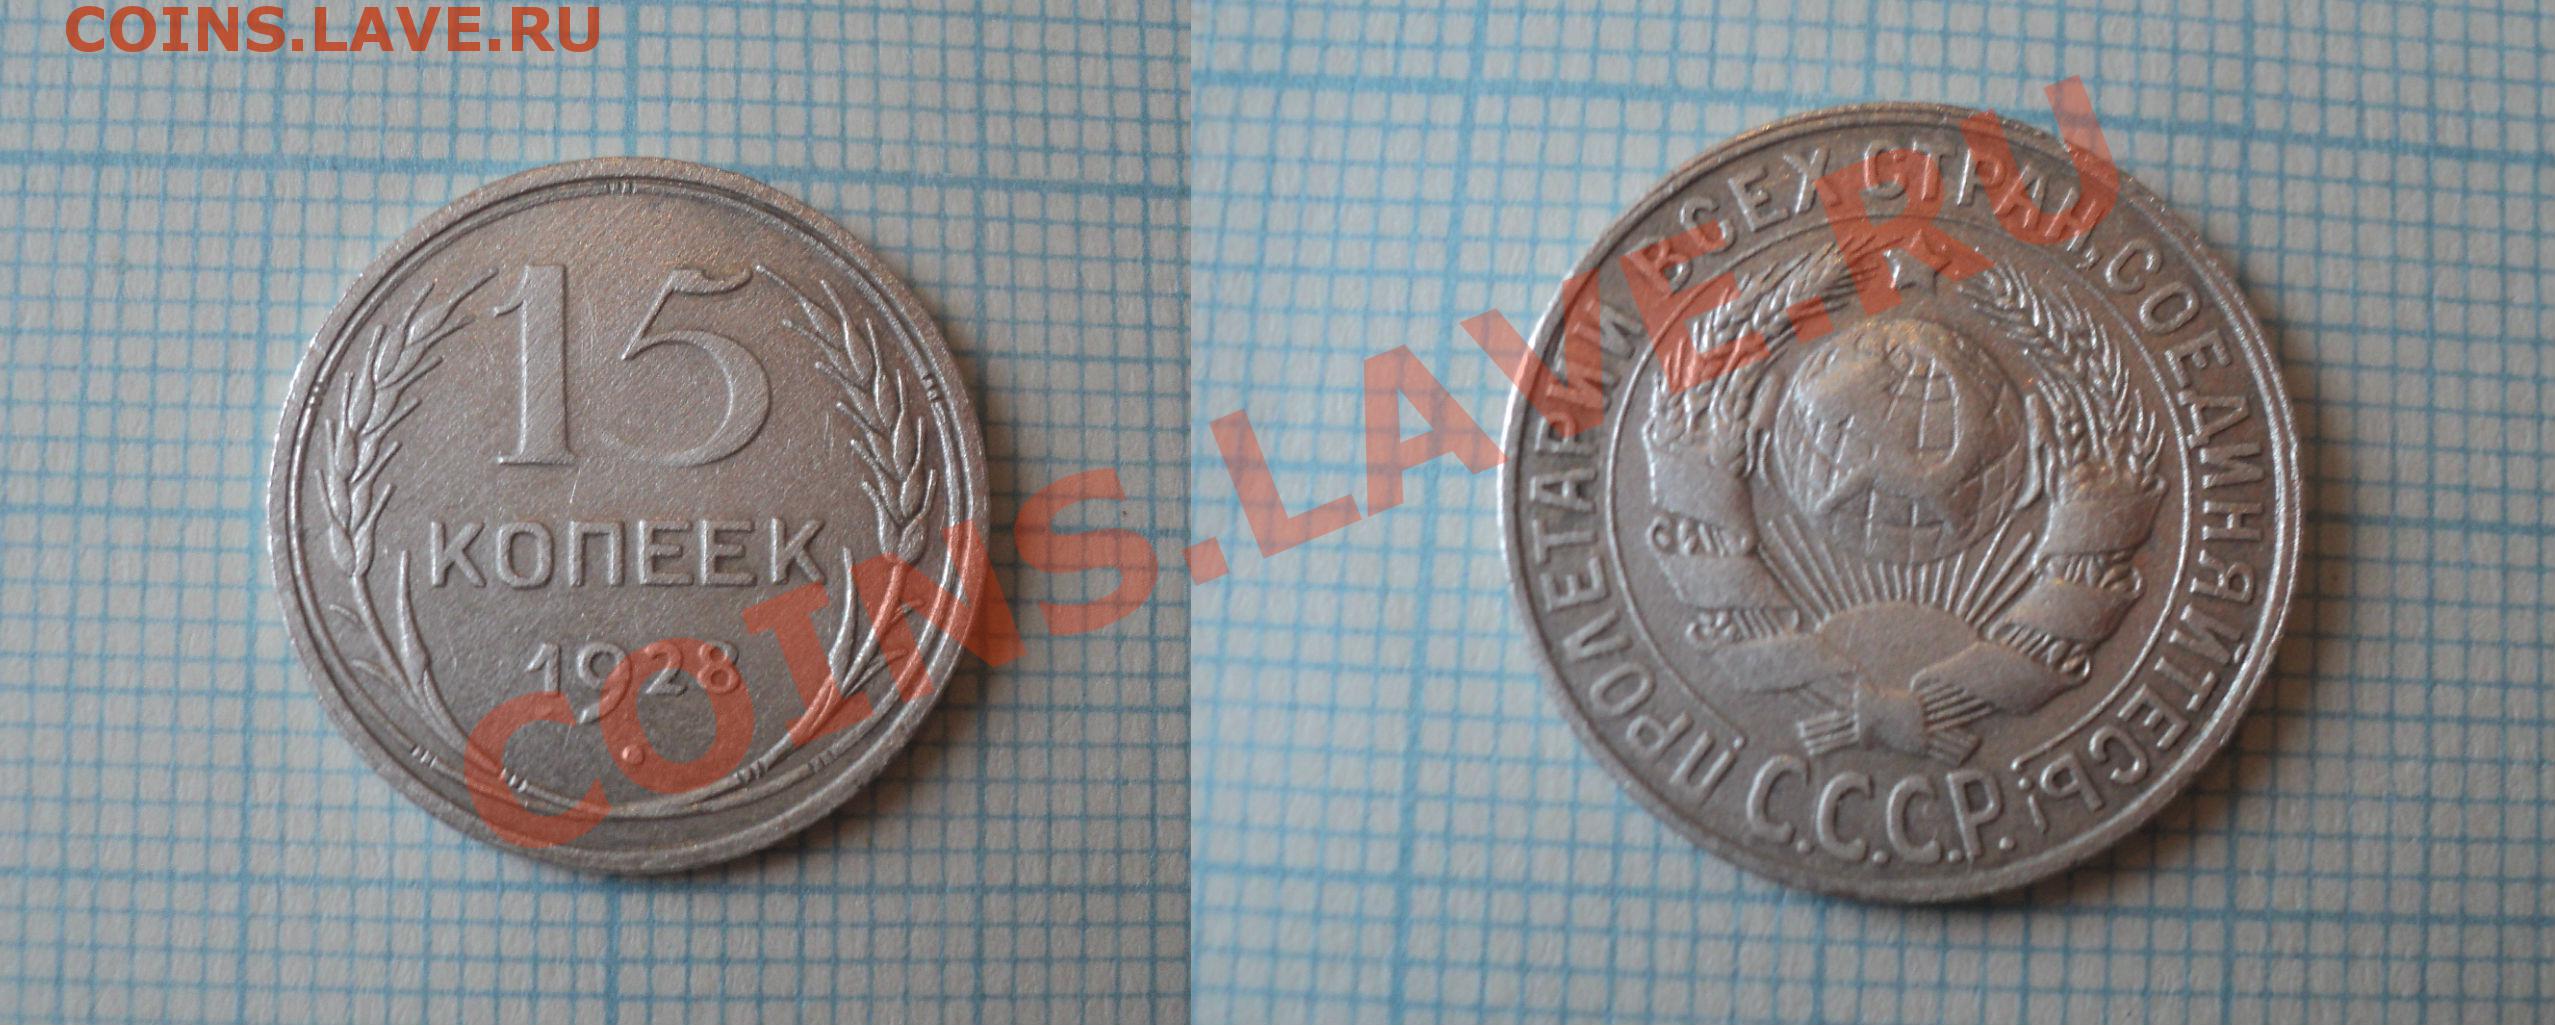 COINS.LAVE.RU
15
КОПЕЕК
1928
ПРОЛЕТАРИИ ВСЕХ СТРАН, СОЕДИНЯЙТЕСЬ!
С.С.С.Р.
COINS.LAVE.RU